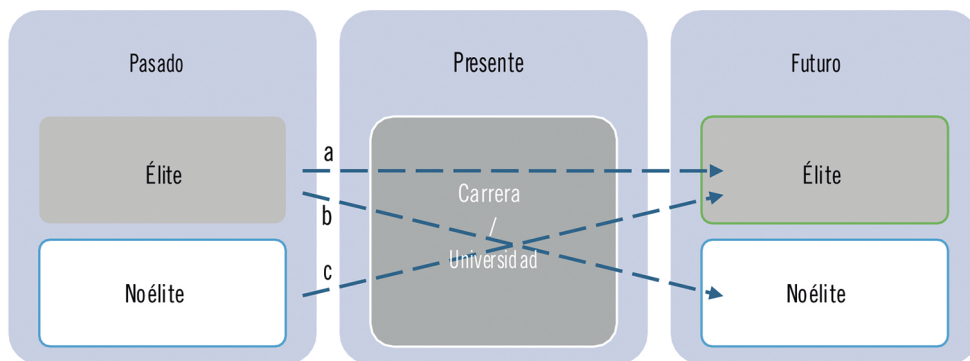 Pasado
Presente
Futuro
Élite
a
Carrera
/
Universidad
Élite
b
c
Noélite
Noélite